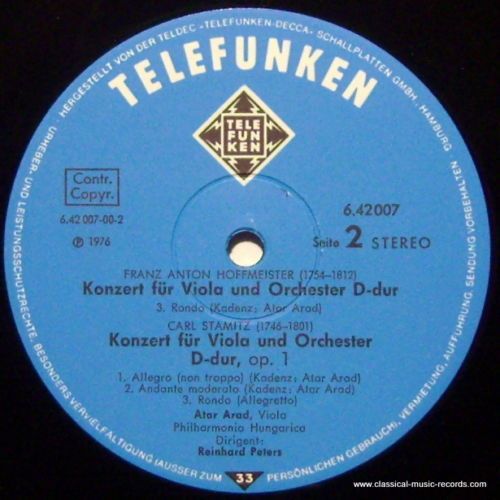 HERGESTELLT VON DER TELDEC »TELEFUNKEN-DECCA« SCHALLPLATTEN GMBH, HAMBURG
TELEFUNKEN
TELE
FUN
KEN
Contr.
Copyr.
6.42 007-00-2
℗ 1976
6.42007
Seite 2 STEREO
FRANZ ANTON HOFFMEISTER (1754-1812)
Konzert für Viola und Orchester D-dur
3. Rondo (Kadenz: Atar Arad)
CARL STAMITZ (1746-1801)
Konzert für Viola und Orchester
D-dur, op. 1
1. Allegro (non troppo) (Kadenz: Atar Arad)
2. Andante moderato (Kadenz: Atar Arad)
3. Rondo (Allegretto)
Atar Arad, Viola
Philharmonia Hungarica
Dirigent:
Reinhard Peters
URHEBER- UND LEISTUNGSSCHUTZRECHTE, BESONDERS VERVIELFÄLTIGUNG (AUSSER ZUM PERSÖNLICHEN GEBRAUCH), VERMIETUNG, AUFFÜHRUNG, SENDUNG VORBEHALTEN
33
www.classical-music-records.com